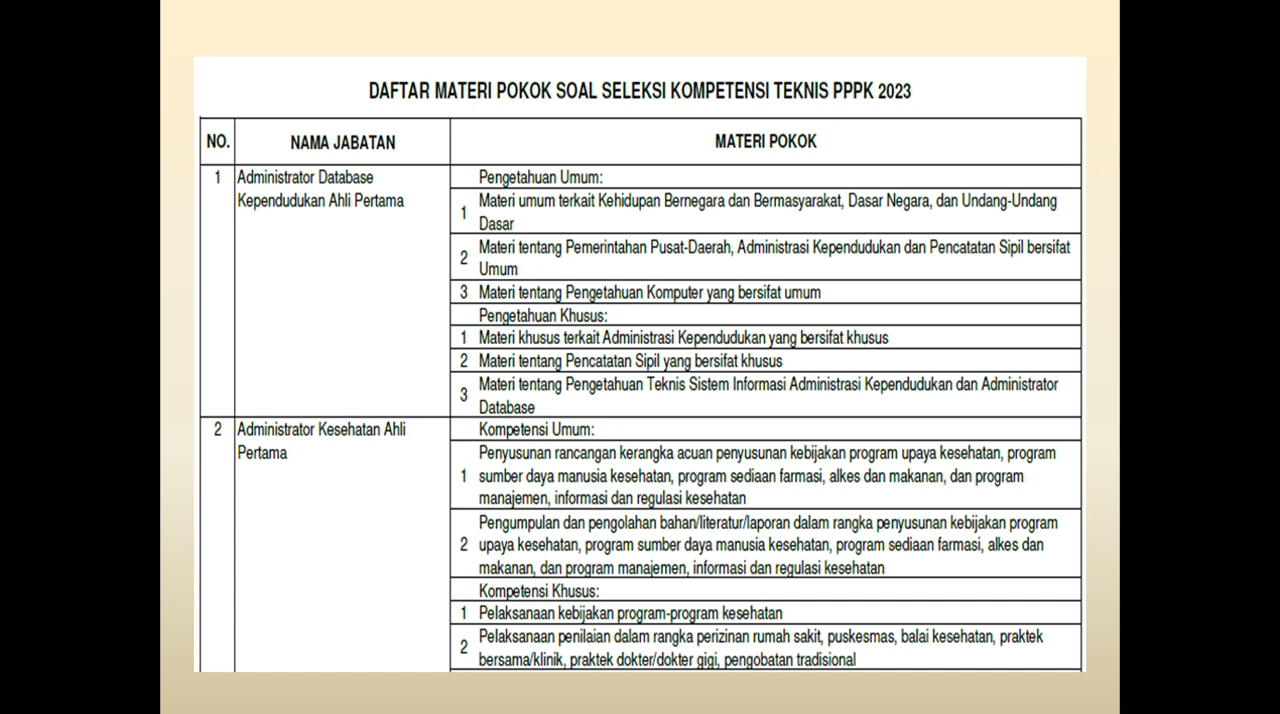 DAFTAR MATERI POKOK SOAL SELEKSI KOMPETENSI TEKNIS PPPK 2023
NO. NAMA JABATAN MATERI POKOK
1 Administrator Database Kependudukan Ahli Pertama
Pengetahuan Umum:
1 Materi umum terkait Kehidupan Bernegara dan Bermasyarakat, Dasar Negara, dan Undang-Undang
Dasar
2 Materi tentang Pemerintahan Pusat-Daerah, Administrasi Kependudukan dan Pencatatan Sipil bersifat
Umum
3 Materi tentang Pengetahuan Komputer yang bersifat umum
Pengetahuan Khusus:
1 Materi khusus terkait Administrasi Kependudukan yang bersifat khusus
2 Materi tentang Pencatatan Sipil yang bersifat khusus
3 Materi tentang Pengetahuan Teknis Sistem Informasi Administrasi Kependudukan dan Administrator
Database
2 Administrator Kesehatan Ahli
Pertama
Kompetensi Umum:
1 Penyusunan rancangan kerangka acuan penyusunan kebijakan program upaya kesehatan, program
sumber daya manusia kesehatan, program sediaan farmasi, alkes dan makanan, dan program
manajemen, informasi dan regulasi kesehatan
2 Pengumpulan dan pengolahan bahan/literatur/laporan dalam rangka penyusunan kebijakan program
upaya kesehatan, program sumber daya manusia kesehatan, program sediaan farmasi, alkes dan
makanan, dan program manajemen, informasi dan regulasi kesehatan
Kompetensi Khusus:
1 Pelaksanaan kebijakan program-program kesehatan
2 Pelaksanaan penilaian dalam rangka perizinan rumah sakit, puskesmas, balai kesehatan, praktek
bersama/klinik, praktek dokter/dokter gigi, pengobatan tradisional